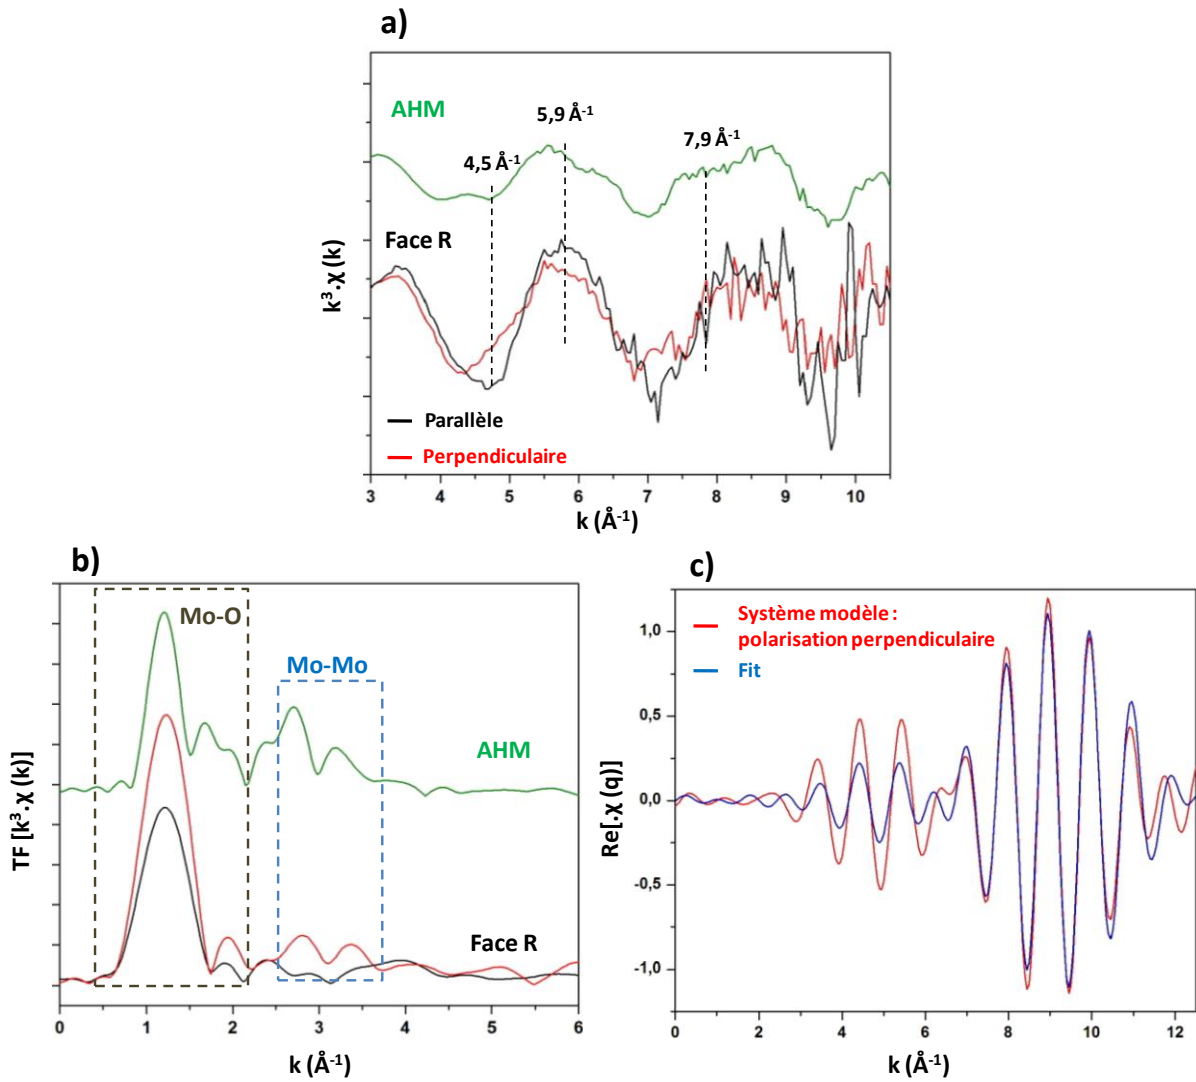 a)
AHM
5,9 Å-1
7,9 Å-1
4,5 Å-1
Face R
k3.χ (k)
Parallèle
Perpendiculaire
3 4 5 6 7 8 9 10
k (Å-1)
b)
Mo-O
Mo-Mo
AHM
TF [k3.χ (k)]
Face R
0 1 2 3 4 5 6
k (Å-1)
c)
Système modèle :
polarisation perpendiculaire
Fit
1,0
0,5
0,0
-0,5
-1,0
Re[.χ (q)]
0 2 4 6 8 10 12
k (Å-1)